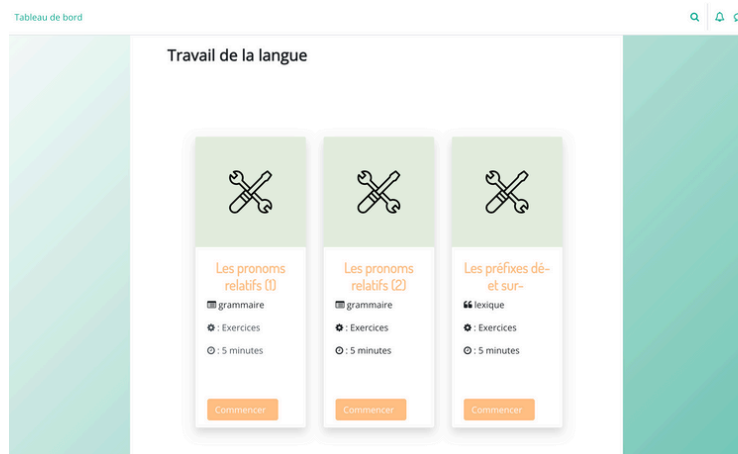 Tableau de bord
Travail de la langue
Les pronoms
relatifs (1)
grammaire
: Exercices
: 5 minutes
Commencer
Les pronoms
relatifs (2)
grammaire
: Exercices
: 5 minutes
Commencer
Les préfixes dé-
et sur-
lexique
: Exercices
: 5 minutes
Commencer